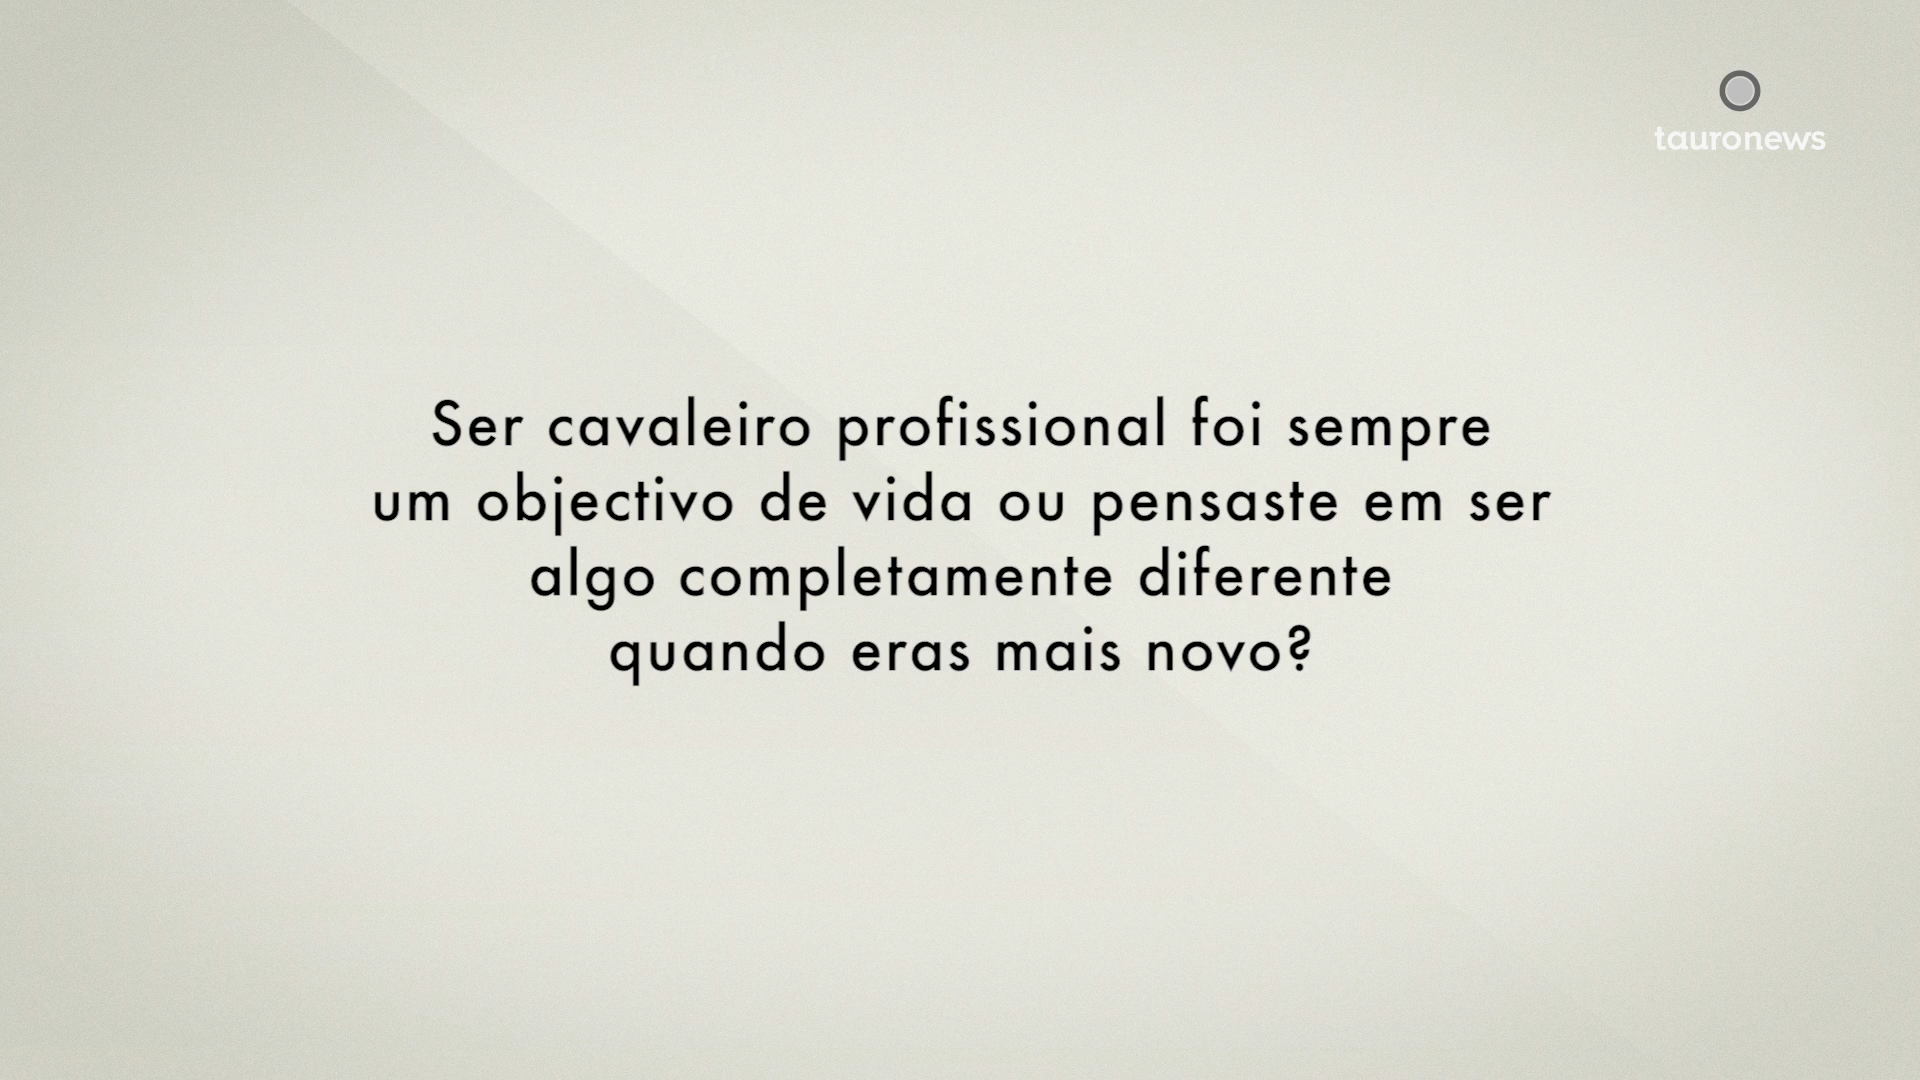 tauronews
Ser cavaleiro profissional foi sempre
um objectivo de vida ou pensaste em ser
algo completamente diferente
quando eras mais novo?